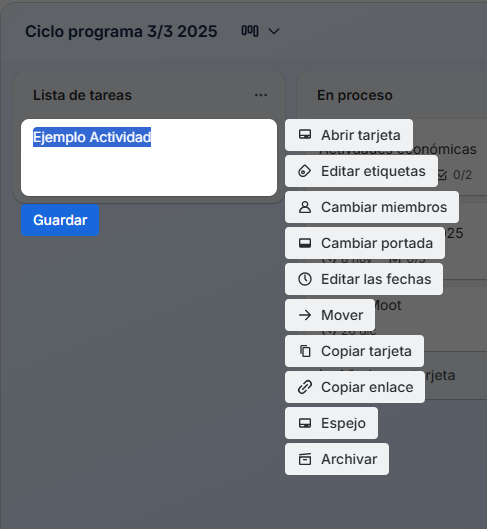 Ciclo programa 3/3 2025
Lista de tareas
En proceso
Ejemplo Actividad
Guardar
Abrir tarjeta
Actividades económicas
Editar etiquetas
0/2
Cambiar miembros
25
Cambiar portada
Editar las fechas
Moot
Mover
Copiar tarjeta
rjeta
Copiar enlace
Espejo
Archivar